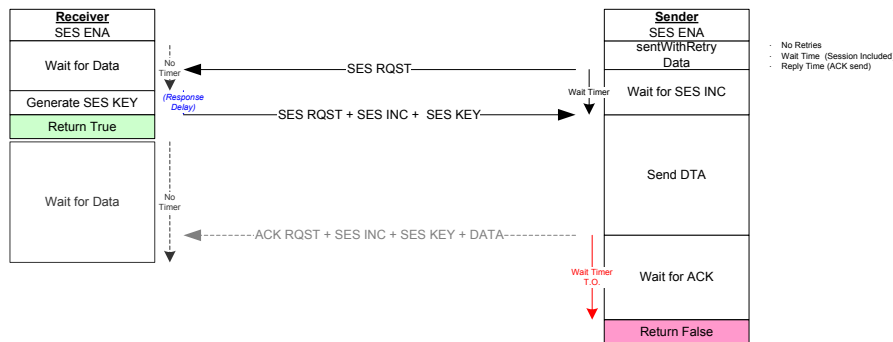 Receiver
SES ENA
Wait for Data
No
Timer
Generate SES KEY
(Response
Delay)
Return True
Wait for Data
No
Timer
SES RQST
SES RQST + SES INC + SES KEY
ACK RQST + SES INC + SES KEY + DATA
Sender
SES ENA
sentWithRetry
Data
Wait Timer
Wait for SES INC
Send DTA
Wait Timer
T.O.
Wait for ACK
Return False
· No Retries
· Wait Time (Session Included
· Reply Time (ACK send)